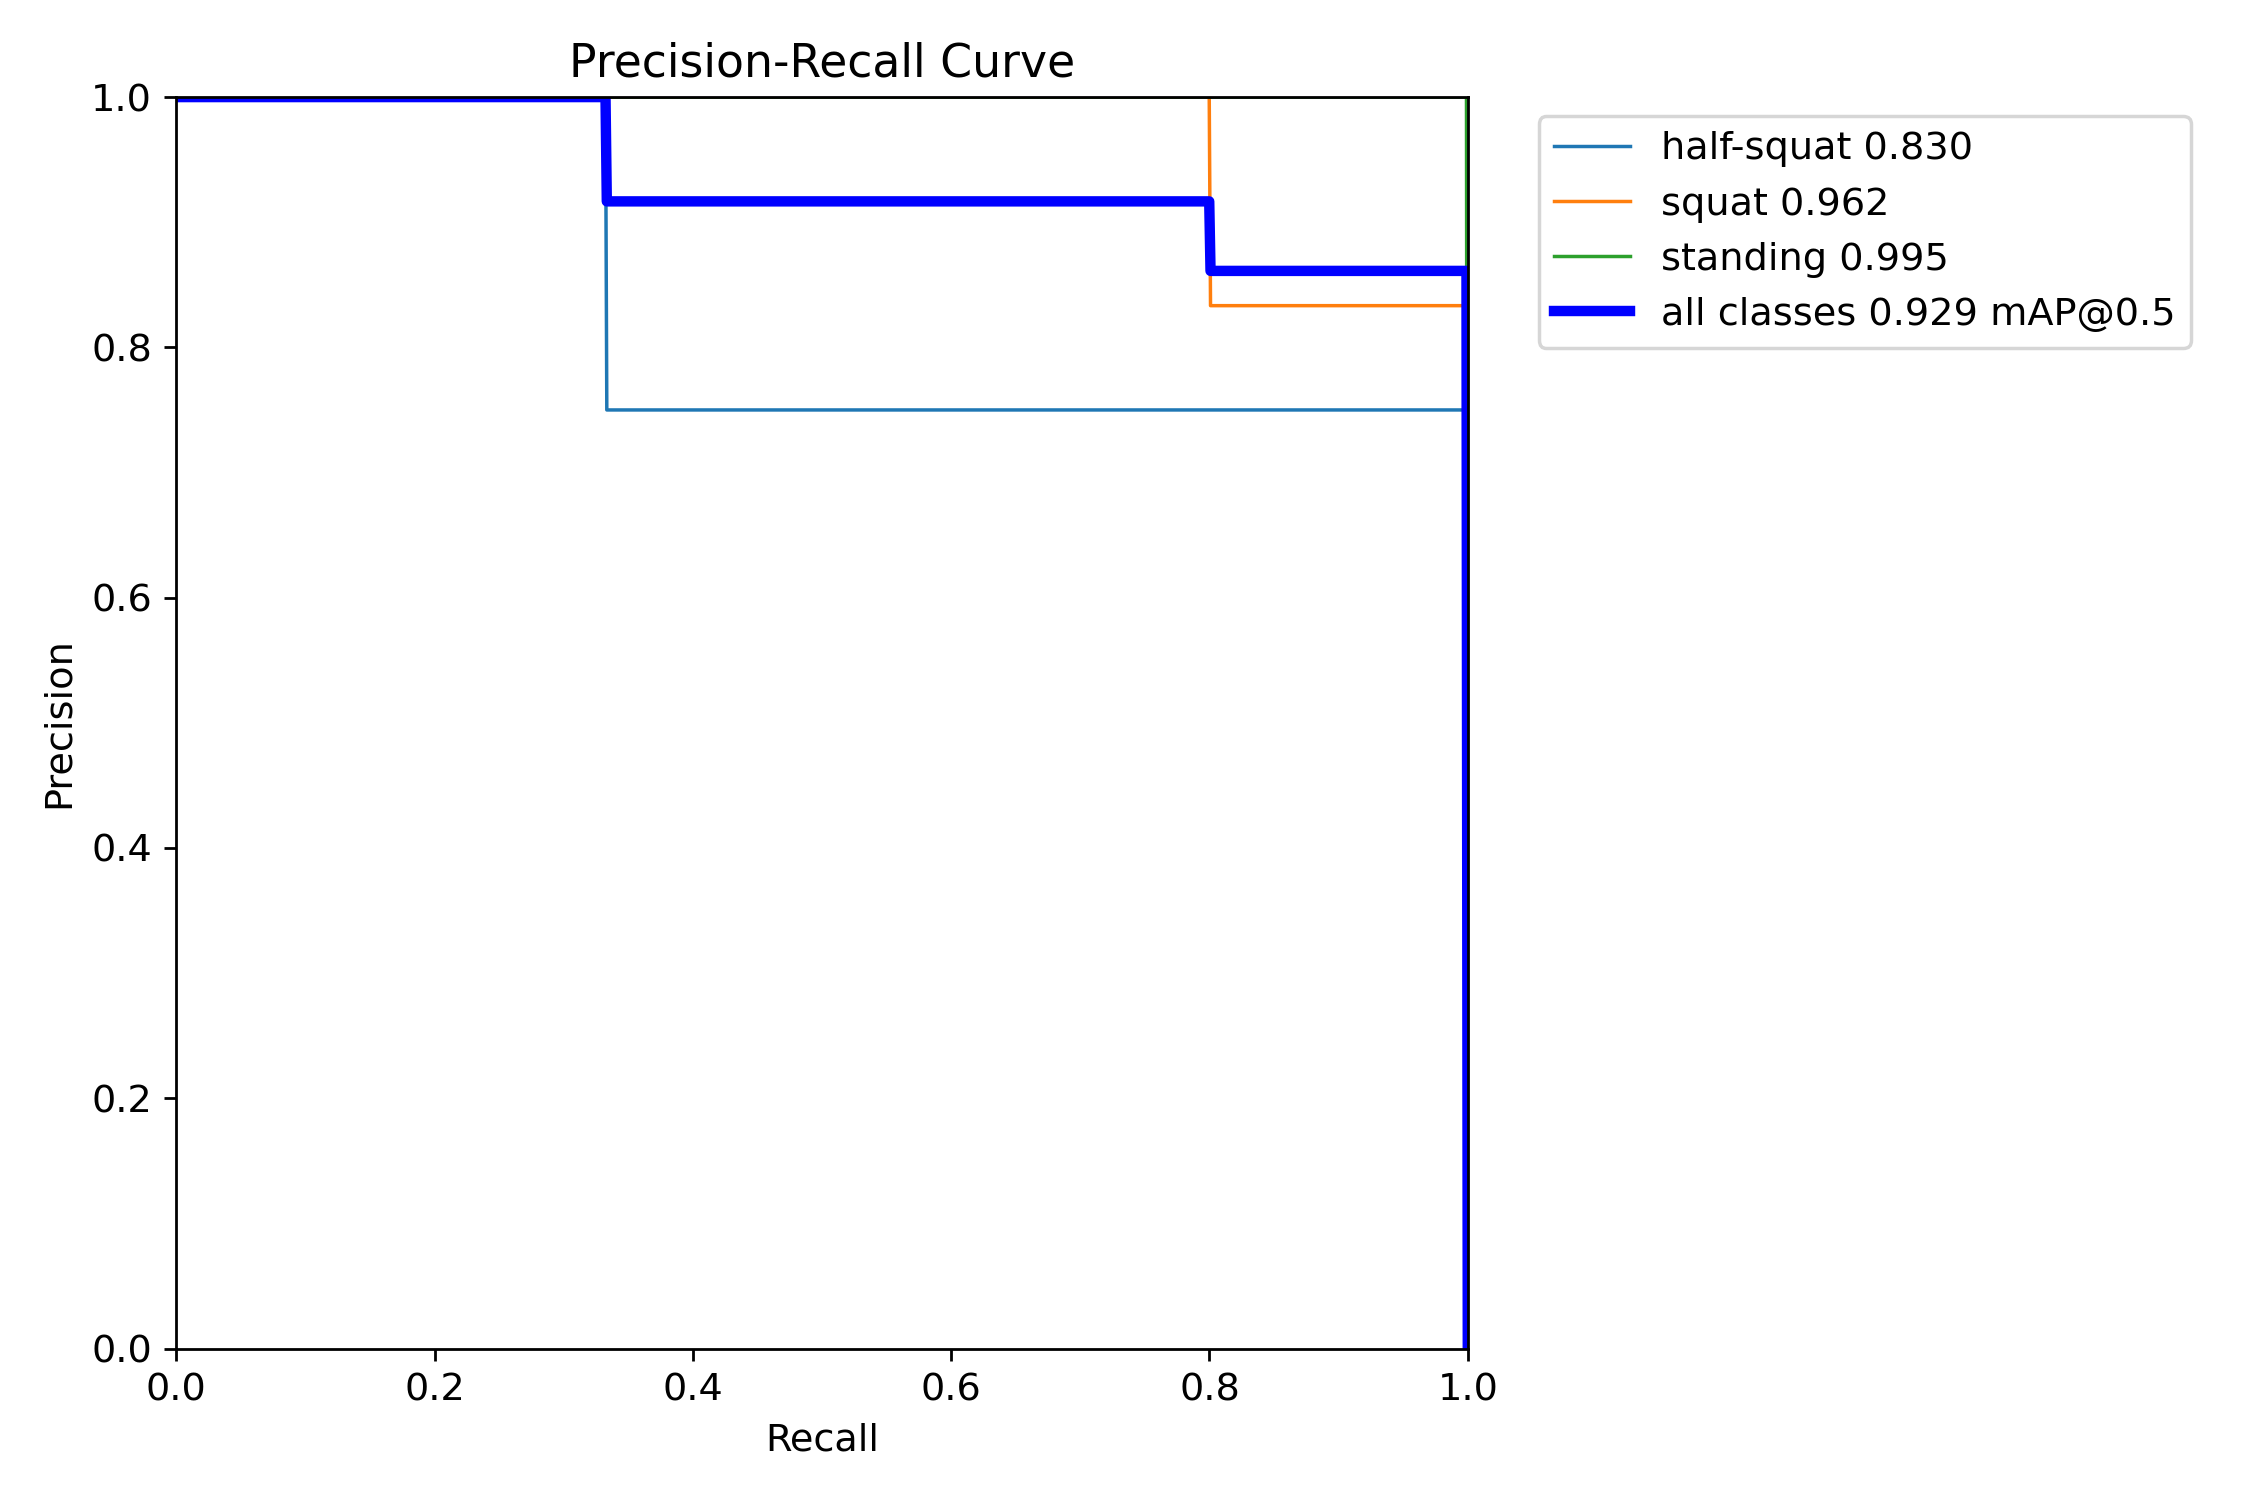 Precision-Recall Curve
1.0
0.8
0.6
0.4
0.2
0.0
Precision
0.0 0.2 0.4 0.6 0.8 1.0
Recall
half-squat 0.830
squat 0.962
standing 0.995
all classes 0.929 mAP@0.5